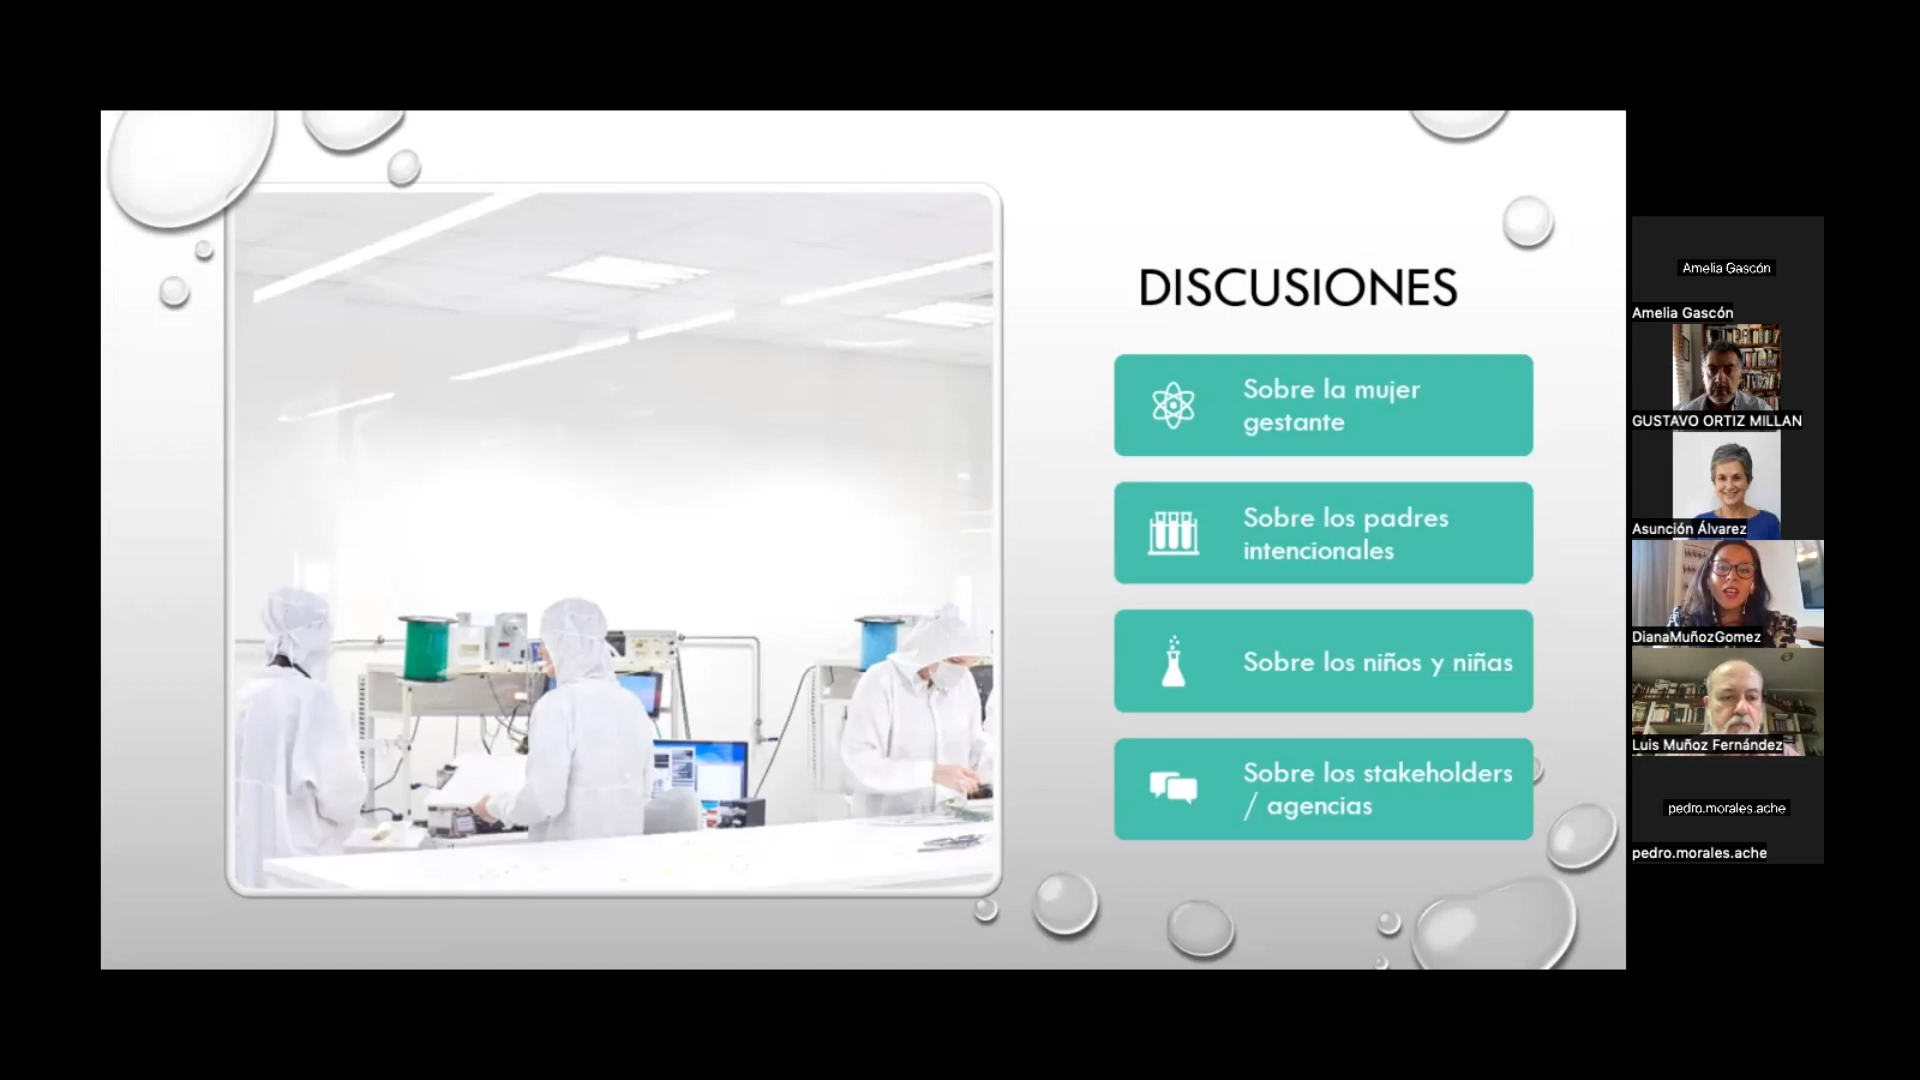 DISCUSIONES
Sobre la mujer
gestante
Sobre los padres
intencionales
Sobre los niños y niñas
Sobre los stakeholders
/ agencias
Amelia Gascón
Amelia Gascón
GUSTAVO ORTIZ MILLAN
Asunción Álvarez
DianaMuñozGomez
Luis Muñoz Fernández
pedro.morales.ache
pedro.morales.ache